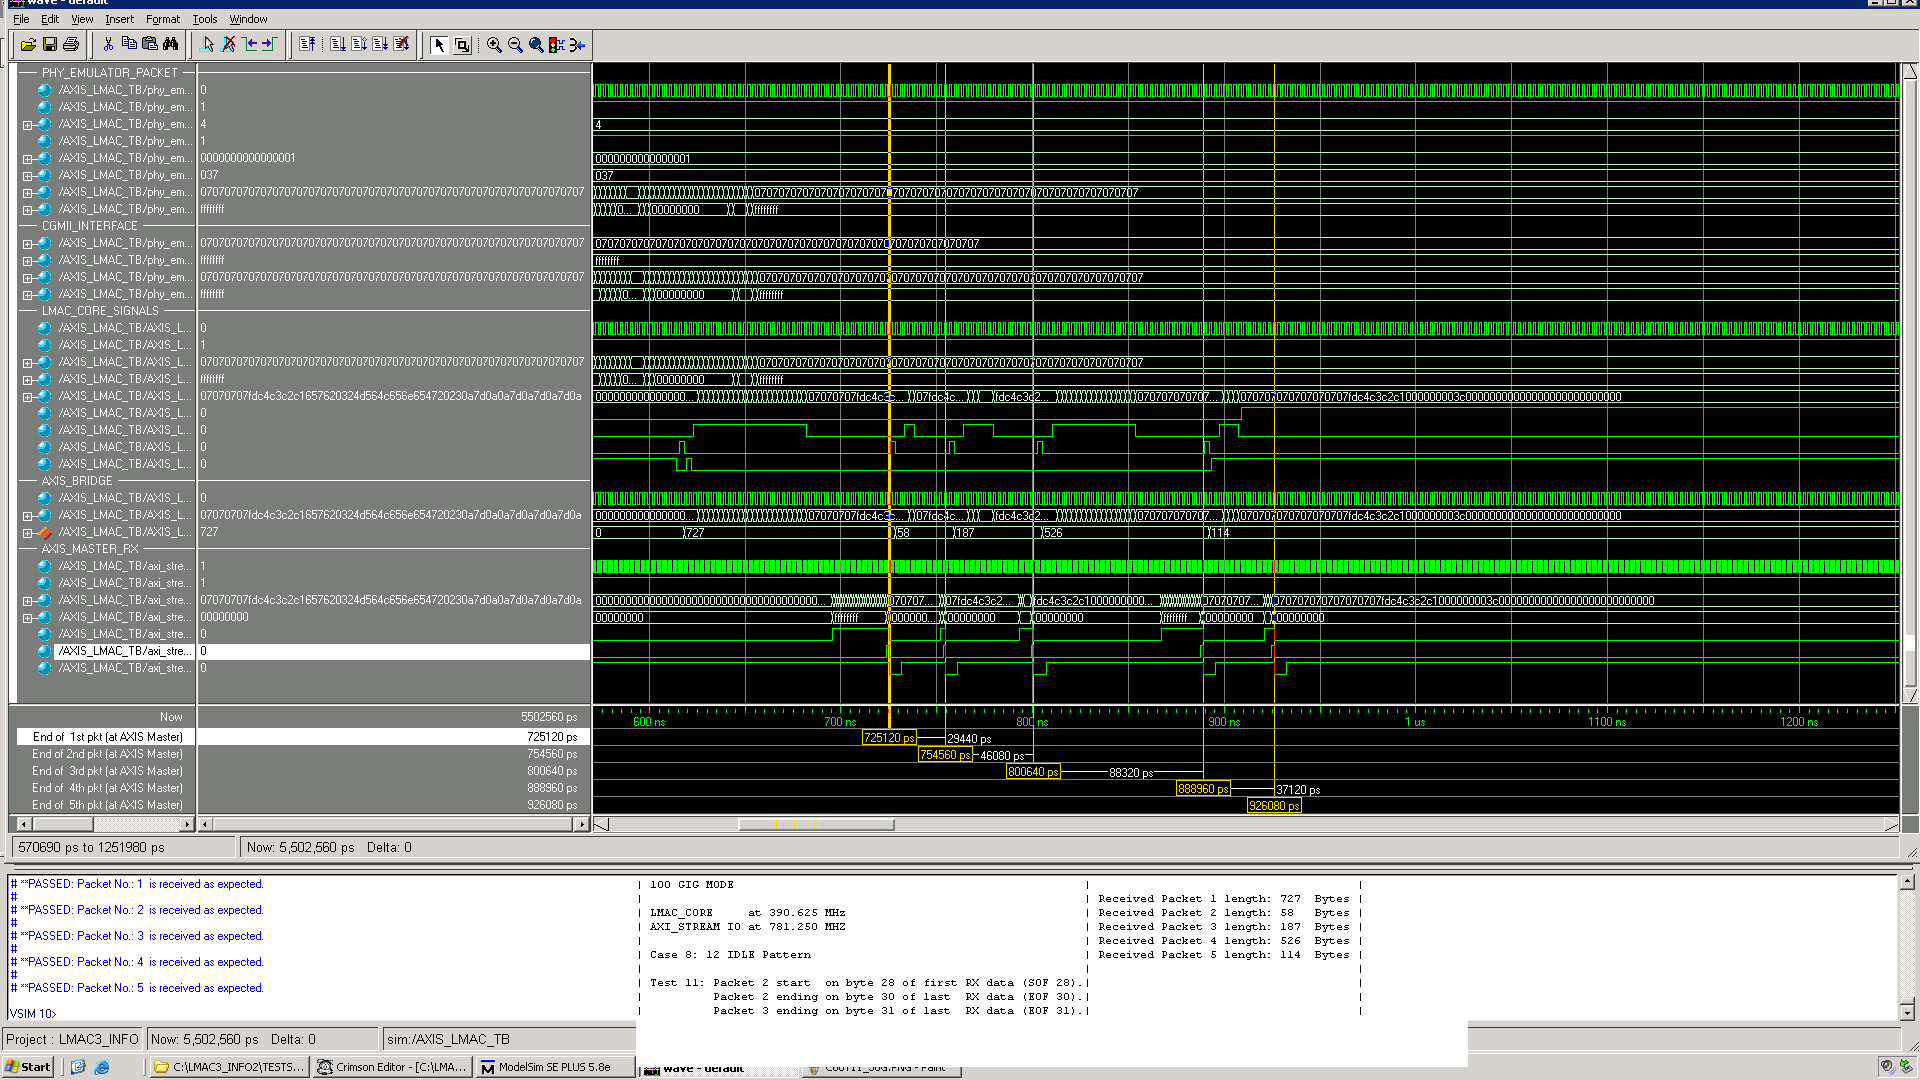 wave - default
File Edit View Insert Format Tools Window
PHY_EMULATOR_PACKET
/AXIS_LMAC_TB/phy_em... 0
/AXIS_LMAC_TB/phy_em... 1
/AXIS_LMAC_TB/phy_em... 4 4
/AXIS_LMAC_TB/phy_em... 1
/AXIS_LMAC_TB/phy_em... 0000000000000001 0000000000000001
/AXIS_LMAC_TB/phy_em... 037 037
/AXIS_LMAC_TB/phy_em...
/AXIS_LMAC_TB/phy_em... ffffffff 0... 00000000 ffffffff
CGMII_INTERFACE
/AXIS_LMAC_TB/phy_em...
/AXIS_LMAC_TB/phy_em... ffffffff ffffffff
/AXIS_LMAC_TB/phy_em...
/AXIS_LMAC_TB/phy_em... ffffffff 0... 00000000 ffffffff
LMAC_CORE_SIGNALS
/AXIS_LMAC_TB/AXIS_L... 0
/AXIS_LMAC_TB/AXIS_L... 1
/AXIS_LMAC_TB/AXIS_L...
/AXIS_LMAC_TB/AXIS_L... ffffffff 0... 00000000 ffffffff
/AXIS_LMAC_TB/AXIS_L... 07070707fdc4c3c2c1657620324d564c656e654720230a7d0a0a7d0a7d0a7d0a
/AXIS_LMAC_TB/AXIS_L... 0
/AXIS_LMAC_TB/AXIS_L... 0
/AXIS_LMAC_TB/AXIS_L... 0
/AXIS_LMAC_TB/AXIS_L... 0
AXIS_BRIDGE
/AXIS_LMAC_TB/AXIS_L... 0
/AXIS_LMAC_TB/AXIS_L... 07070707fdc4c3c2c1657620324d564c656e654720230a7d0a0a7d0a7d0a7d0a
/AXIS_LMAC_TB/AXIS_L... 727 0 727 58 187 526 114
AXIS_MASTER_RX
/AXIS_LMAC_TB/axi_stre... 1
/AXIS_LMAC_TB/axi_stre... 1
/AXIS_LMAC_TB/axi_stre... 07070707fdc4c3c2c1657620324d564c656e654720230a7d0a0a7d0a7d0a7d0a
/AXIS_LMAC_TB/axi_stre... 00000000 00000000 ffffffff 000000... 00000000 00000000 ffffffff 00000000 00000000
/AXIS_LMAC_TB/axi_stre... 0
/AXIS_LMAC_TB/axi_stre... 0
/AXIS_LMAC_TB/axi_stre... 0
Now 5502560 ps 600 ns 700 ns 800 ns 900 ns 1 us 1100 ns 1200 ns
End of 1st pkt (at AXIS Master) 725120 ps 725120 ps 29440 ps
End of 2nd pkt (at AXIS Master) 754560 ps 754560 ps 46080 ps
End of 3rd pkt (at AXIS Master) 800640 ps 800640 ps 88320 ps
End of 4th pkt (at AXIS Master) 888960 ps 888960 ps 37120 ps
End of 5th pkt (at AXIS Master) 926080 ps 926080 ps
570690 ps to 1251980 ps Now: 5,502,560 ps Delta: 0
# **PASSED: Packet No.: 1 is received as expected.
#
# **PASSED: Packet No.: 2 is received as expected.
#
# **PASSED: Packet No.: 3 is received as expected.
#
# **PASSED: Packet No.: 4 is received as expected.
#
# **PASSED: Packet No.: 5 is received as expected.
VSIM 10>
| 100 GIG MODE |
| LMAC_CORE at 390.625 MHz
| AXI_STREAM IO at 781.250 MHZ
| Case 8: 12 IDLE Pattern
| Test 11: Packet 2 start on byte 28 of first RX data (SOF 28).|
| Packet 2 ending on byte 30 of last RX data (EOF 30).|
| Packet 3 ending on byte 31 of last RX data (EOF 31).|
| Received Packet 1 length: 727 Bytes |
| Received Packet 2 length: 58 Bytes |
| Received Packet 3 length: 187 Bytes |
| Received Packet 4 length: 526 Bytes |
| Received Packet 5 length: 114 Bytes |
Project : LMAC3_INFO Now: 5,502,560 ps Delta: 0 sim:/AXIS_LMAC_TB
Start C:\LMAC3_INFO2\TESTS... Crimson Editor - [C:\LMA... ModelSim SE PLUS 5.8e wave - default